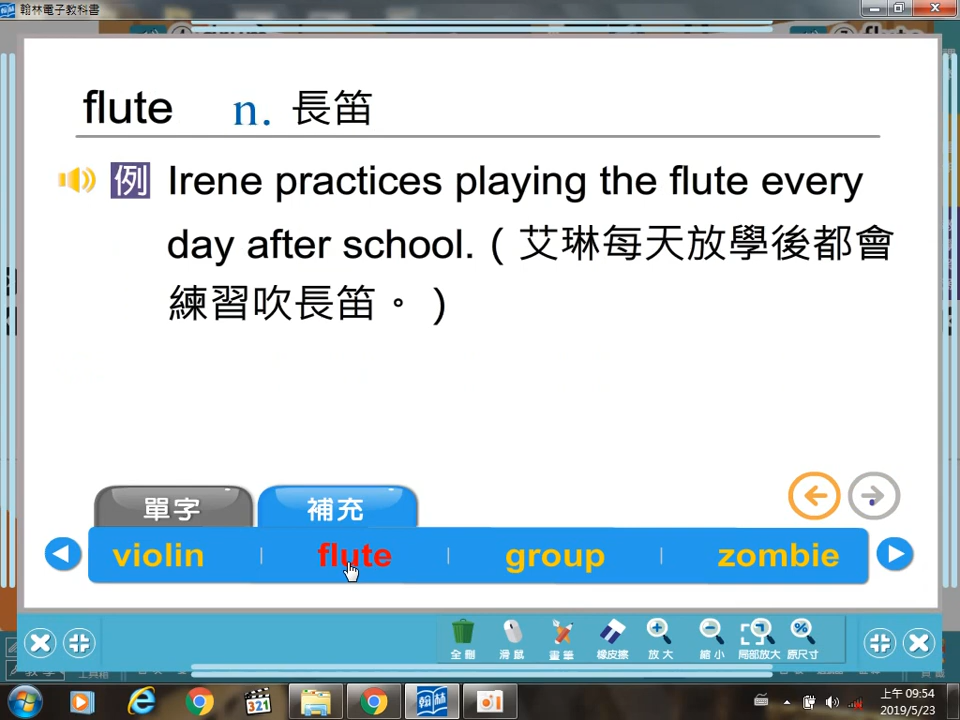 翰林電子教科書
flute n. 長笛
例 Irene practices playing the flute every
day after school.(艾琳每天放學後都會
練習吹長笛。)
單字 補充
violin flute group zombie
全刪 滑鼠 畫筆 橡皮擦 放大 縮小 局部放大 原尺寸
321 翰林 上午 09:54
2019/5/23